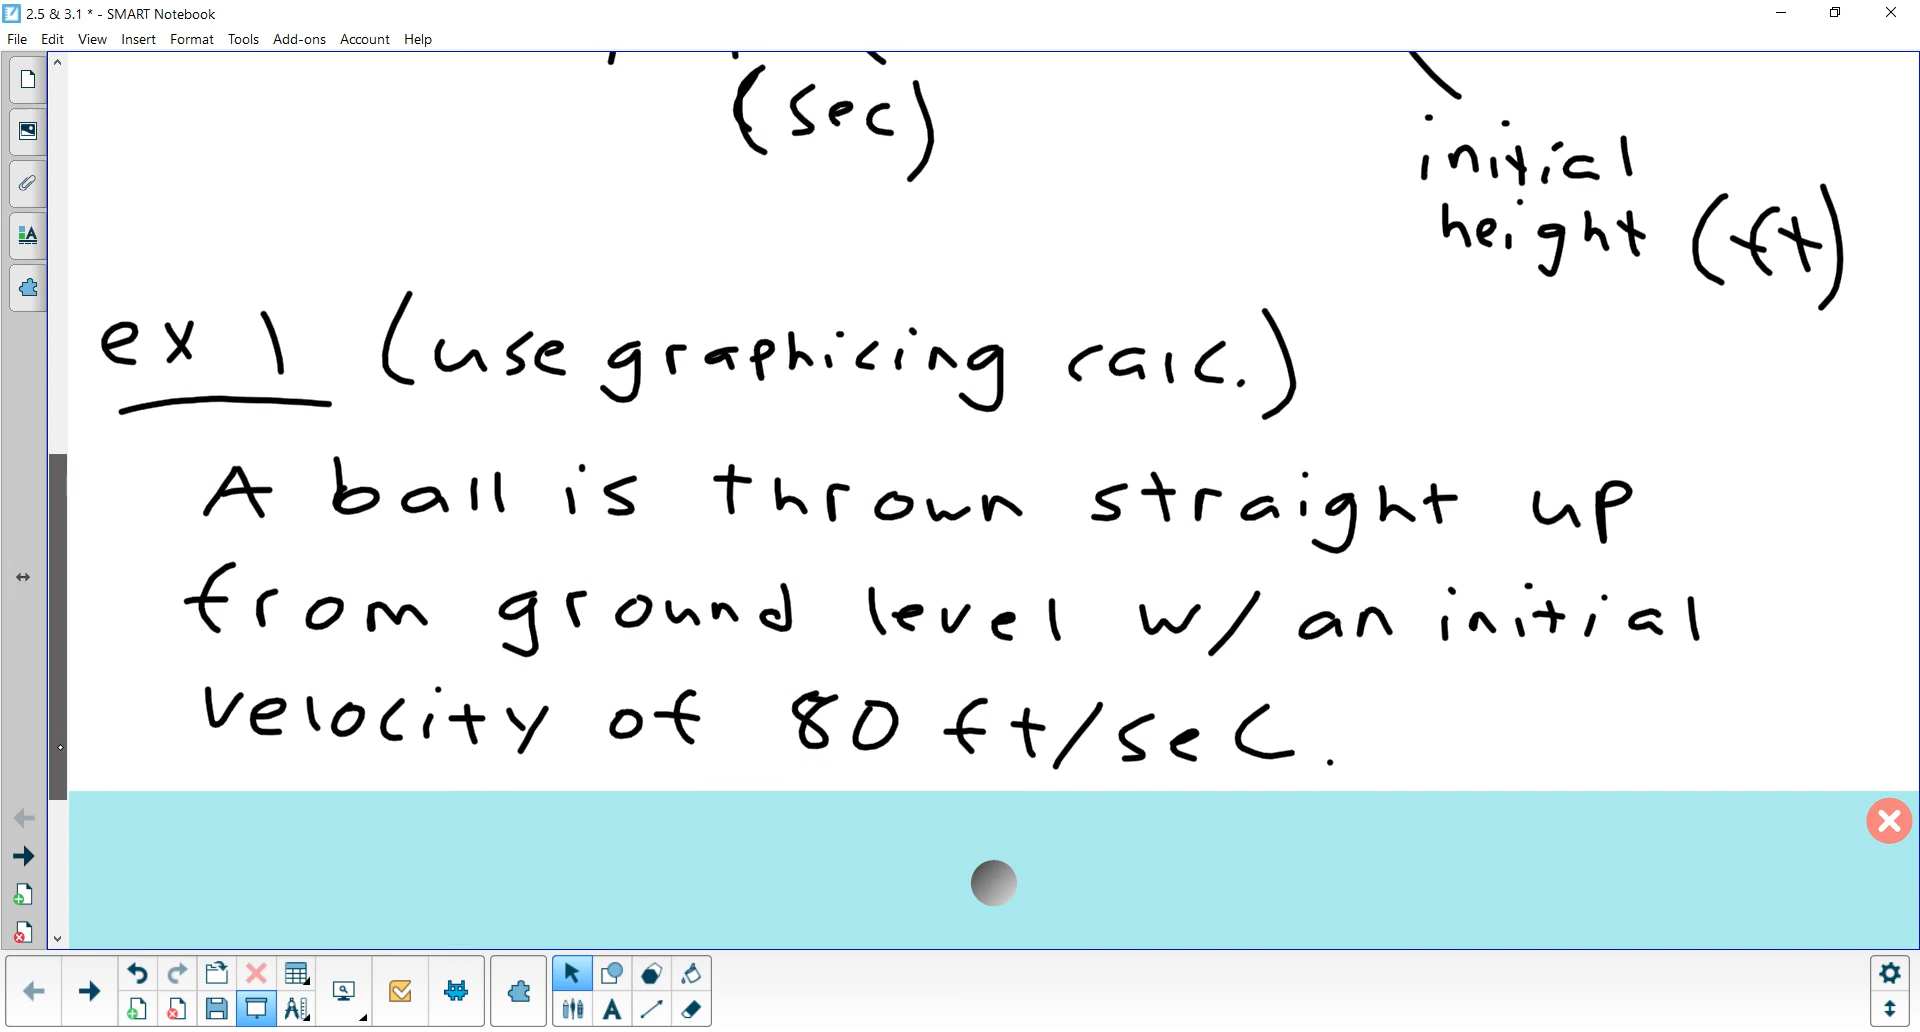 2.5 & 3.1 * - SMART Notebook
File Edit View Insert Format Tools Add-ons Account Help
(sec)
initial
height (ft)
ex 1 (use graphicing calc.)
A ball is thrown straight up
from ground level w/ an initial
velocity of 80 ft/sec.